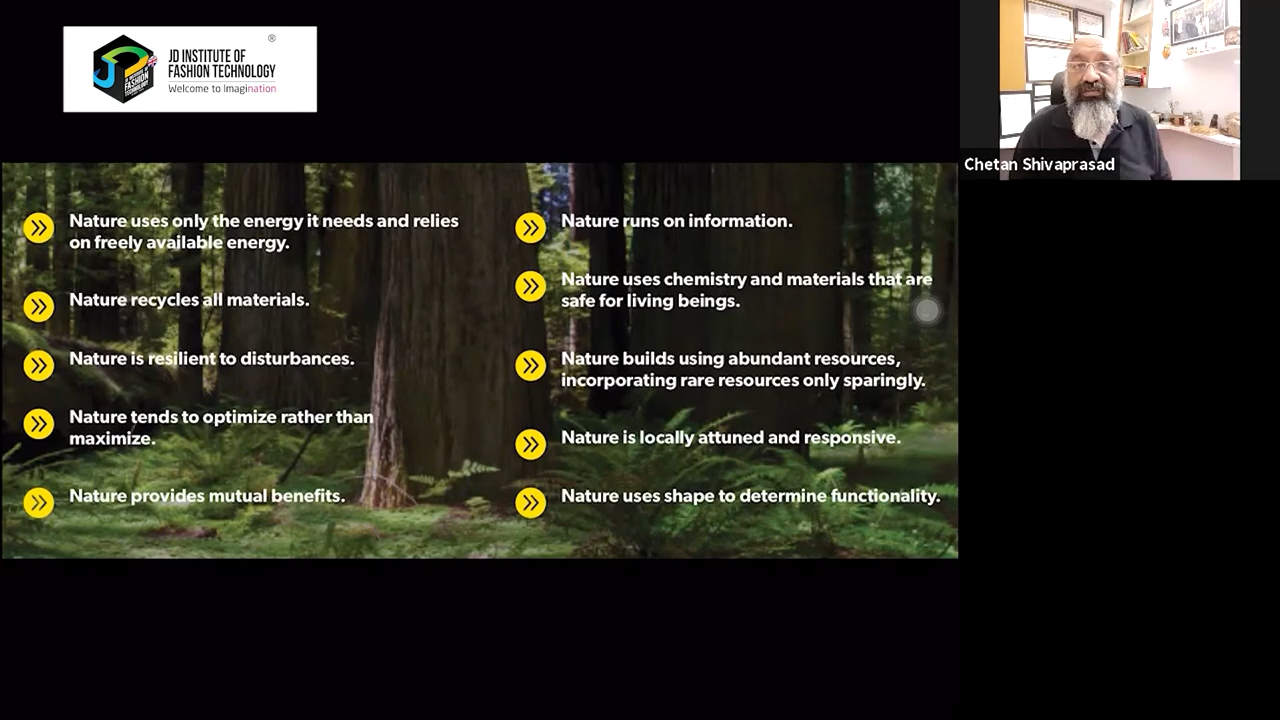 JD INSTITUTE OF
FASHION TECHNOLOGY
Welcome to Imagination
®
Chetan Shivaprasad
Nature uses only the energy it needs and relies
on freely available energy.
Nature recycles all materials.
Nature is resilient to disturbances.
Nature tends to optimize rather than
maximize.
Nature provides mutual benefits.
Nature runs on information.
Nature uses chemistry and materials that are
safe for living beings.
Nature builds using abundant resources,
incorporating rare resources only sparingly.
Nature is locally attuned and responsive.
Nature uses shape to determine functionality.